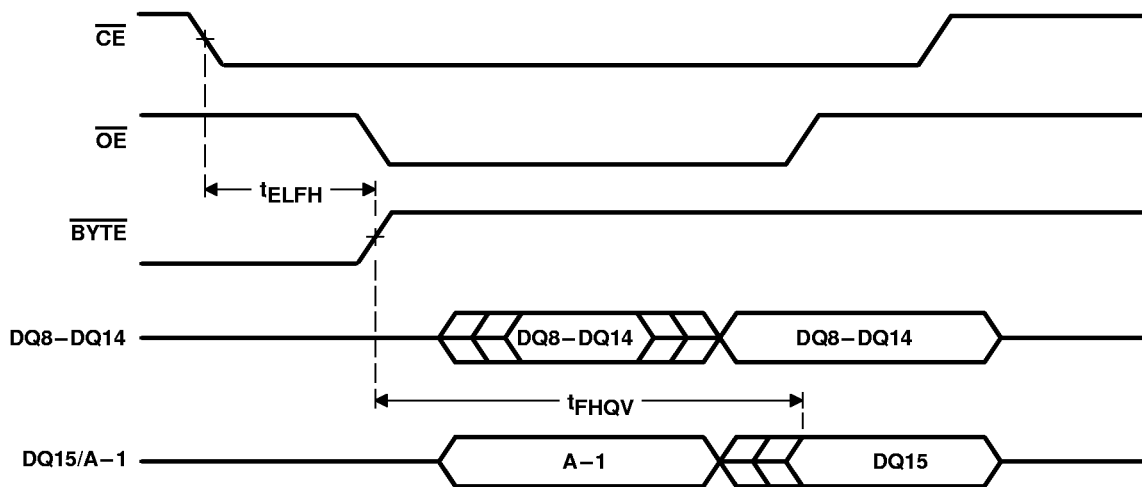 CE
OE
tELFH
BYTE
DQ8–DQ14 DQ8–DQ14 DQ8–DQ14
tFHQV
DQ15/A–1 A–1 DQ15